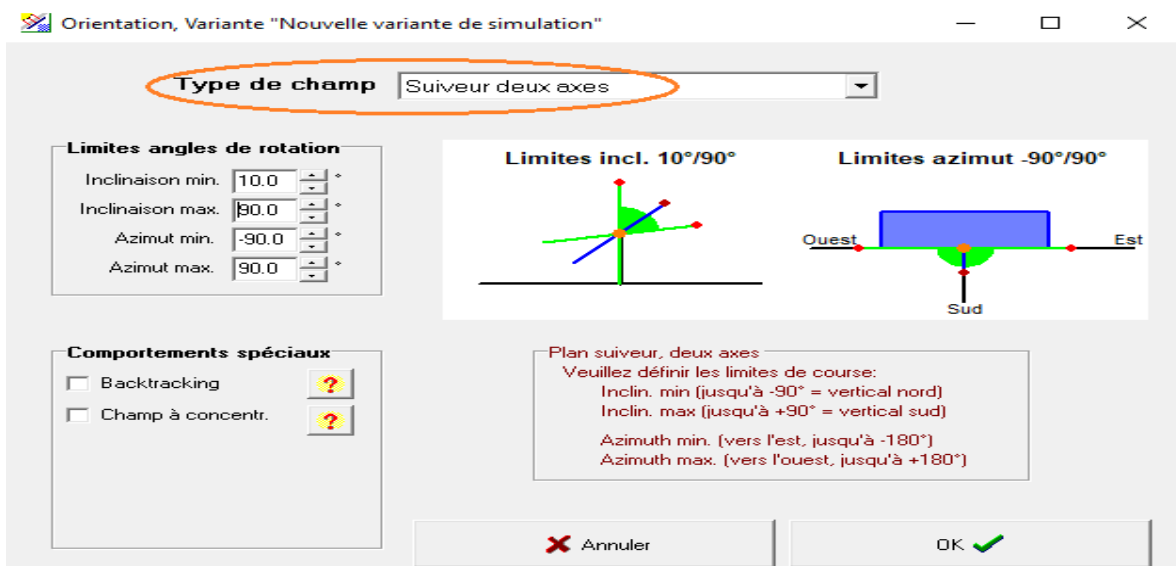 Orientation, Variante "Nouvelle variante de simulation"
Type de champ Suiveur deux axes
Limites angles de rotation
Inclinaison min. 10.0 °
Inclinaison max. 90.0 °
Azimut min. -90.0 °
Azimut max. 90.0 °
Limites incl. 10°/90°
Limites azimut -90°/90°
Ouest
Est
Sud
Comportements spéciaux
Backtracking ?
Champ à concentr. ?
Plan suiveur, deux axes
Veuillez définir les limites de course:
Inclin. min (jusqu'à -90° = vertical nord)
Inclin. max (jusqu'à +90° = vertical sud)
Azimuth min. (vers l'est, jusqu'à -180°)
Azimuth max. (vers l'ouest, jusqu'à +180°)
Annuler
OK